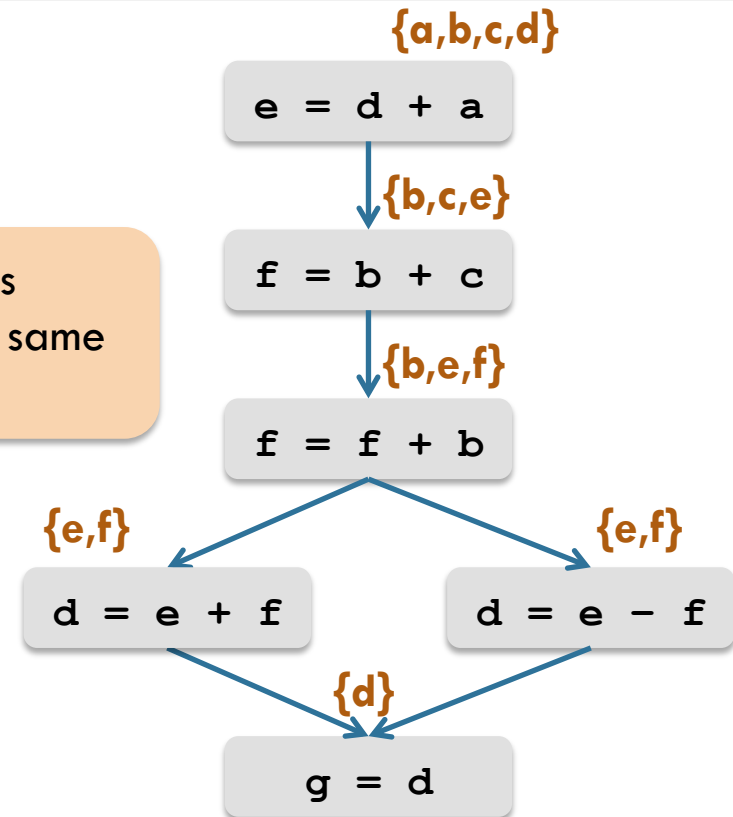 {a,b,c,d}
e = d + a
{b,c,e}
s
f = b + c
same
{b,e,f}
f = f + b
{e,f} {e,f}
d = e + f d = e - f
{d}
g = d